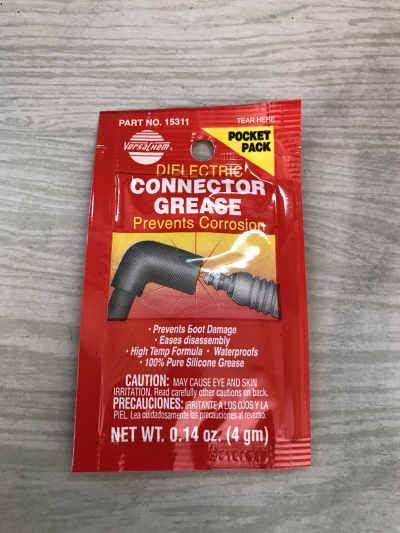 PART NO. 15311
TEAR HERE
VersaChem®
POCKET
PACK
DIELECTRIC
CONNECTOR
GREASE
Prevents Corrosion
• Prevents Boot Damage
• Eases disassembly
• High Temp Formula • Waterproofs
• 100% Pure Silicone Grease
CAUTION: MAY CAUSE EYE AND SKIN
IRRITATION. Read carefully other cautions on back.
PRECAUCIONES: IRRITANTE A LOS OJOS Y LA
PIEL. Lea cuidadosamente las precauciones al reverso.
NET WT. 0.14 oz. (4 gm)